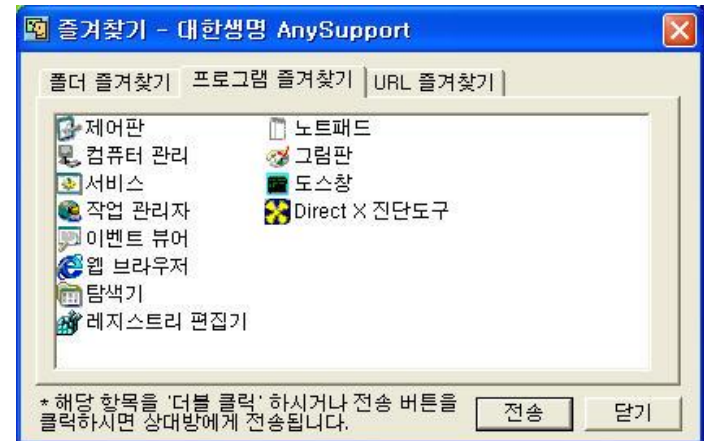 즐겨찾기 - 대한생명 AnySupport
폴더 즐겨찾기 프로그램 즐겨찾기 URL 즐겨찾기
제어판
컴퓨터 관리
서비스
작업 관리자
이벤트 뷰어
웹 브라우저
탐색기
레지스트리 편집기
노트패드
그림판
도스창
Direct X 진단도구
* 해당 항목을 '더블 클릭' 하시거나 전송 버튼을
클릭하시면 상대방에게 전송됩니다.
전송 닫기